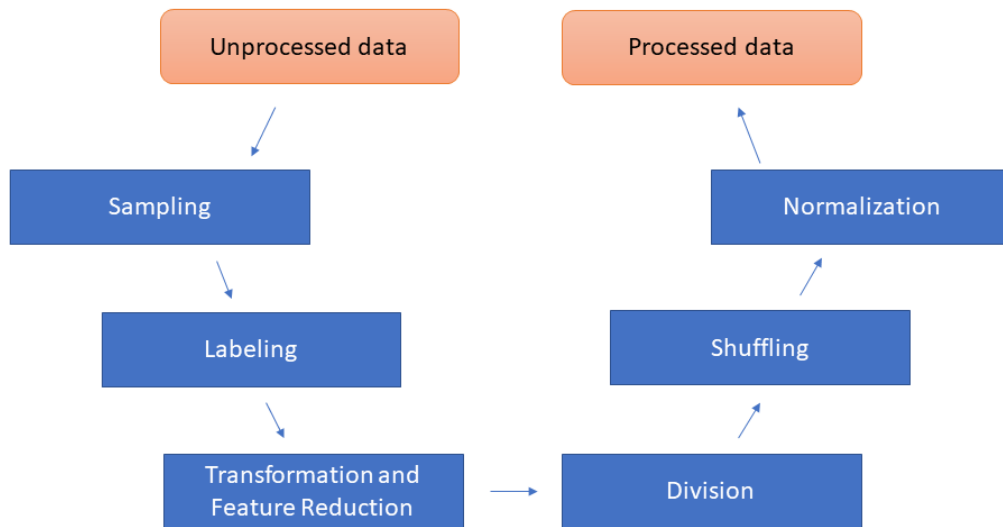 Unprocessed data
Processed data
Sampling
Normalization
Labeling
Shuffling
Transformation and
Feature Reduction
Division